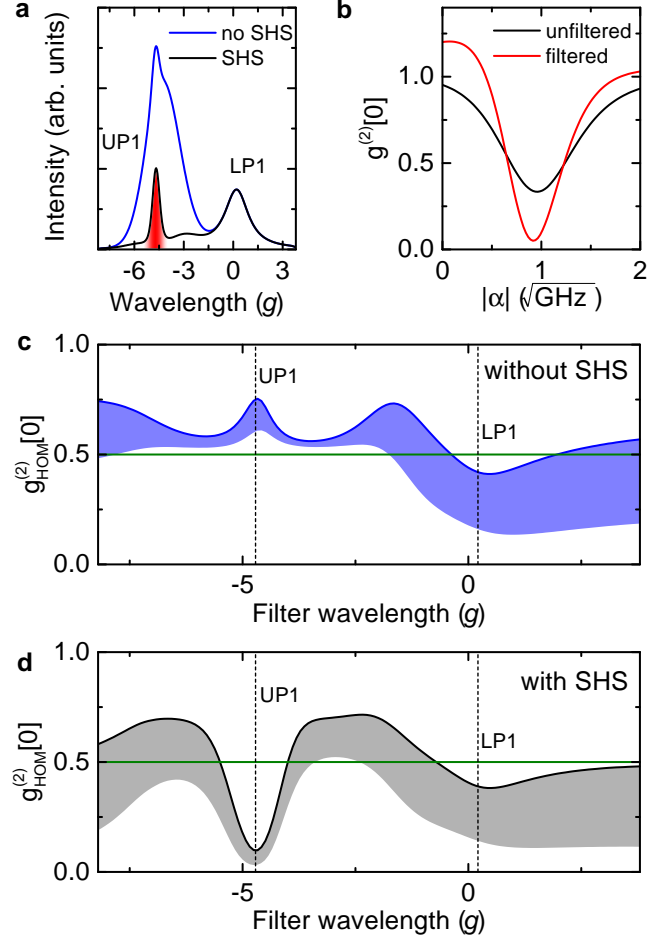 a
no SHS
SHS
UP1
LP1
Intensity (arb. units)
-6 -3 0 3
Wavelength (g)
b
unfiltered
filtered
g⁽²⁾[0]
1.0
0.5
0.0
0 1 2
|α| (√GHz)
c
without SHS
UP1
LP1
g⁽²⁾HOM[0]
1.0
0.5
0.0
-5 0
Filter wavelength (g)
d
with SHS
UP1
LP1
g⁽²⁾HOM[0]
1.0
0.5
0.0
-5 0
Filter wavelength (g)